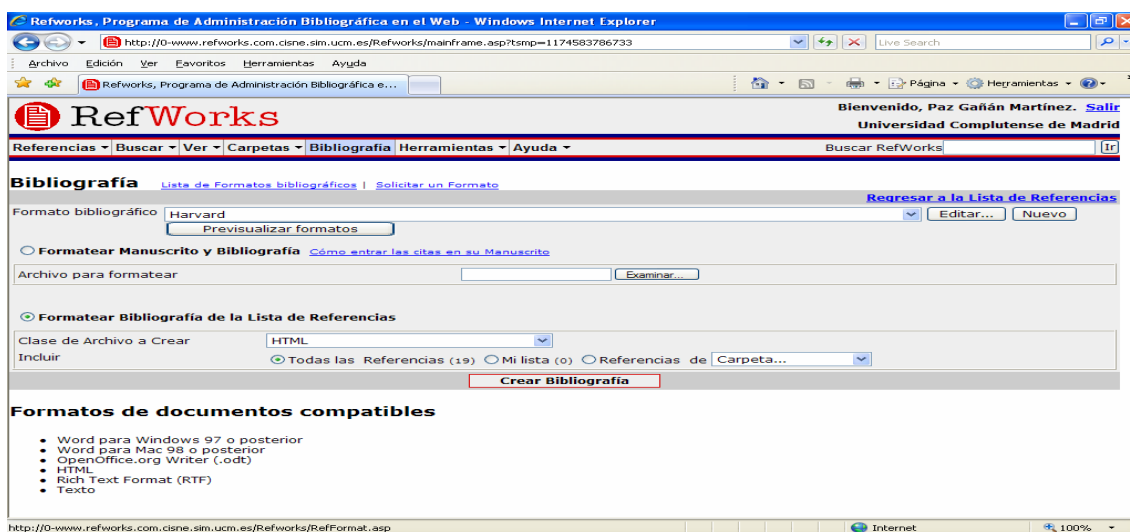 Refworks, Programa de Administración Bibliográfica en el Web - Windows Internet Explorer
http://0-www.refworks.com.cisne.sim.ucm.es/Refworks/mainframe.asp?tsmp=1174583786733 Live Search
Archivo Edición Ver Favoritos Herramientas Ayuda
Refworks, Programa de Administración Bibliográfica e... Página Herramientas
RefWorks Bienvenido, Paz Gañán Martínez. Salir
Universidad Complutense de Madrid
Referencias Buscar Ver Carpetas Bibliografía Herramientas Ayuda Buscar RefWorks Ir
Bibliografía Lista de Formatos bibliográficos | Solicitar un Formato
Regresar a la Lista de Referencias
Formato bibliográfico Harvard Editar... Nuevo
Previsualizar formatos
Formatear Manuscrito y Bibliografía Cómo entrar las citas en su Manuscrito
Archivo para formatear Examinar...
Formatear Bibliografía de la Lista de Referencias
Clase de Archivo a Crear HTML
Incluir Todas las Referencias (19) Mi lista (0) Referencias de Carpeta...
Crear Bibliografía
Formatos de documentos compatibles
• Word para Windows 97 o posterior
• Word para Mac 98 o posterior
• OpenOffice.org Writer (.odt)
• HTML
• Rich Text Format (RTF)
• Texto
http://0-www.refworks.com.cisne.sim.ucm.es/Refworks/RefFormat.asp Internet 100%